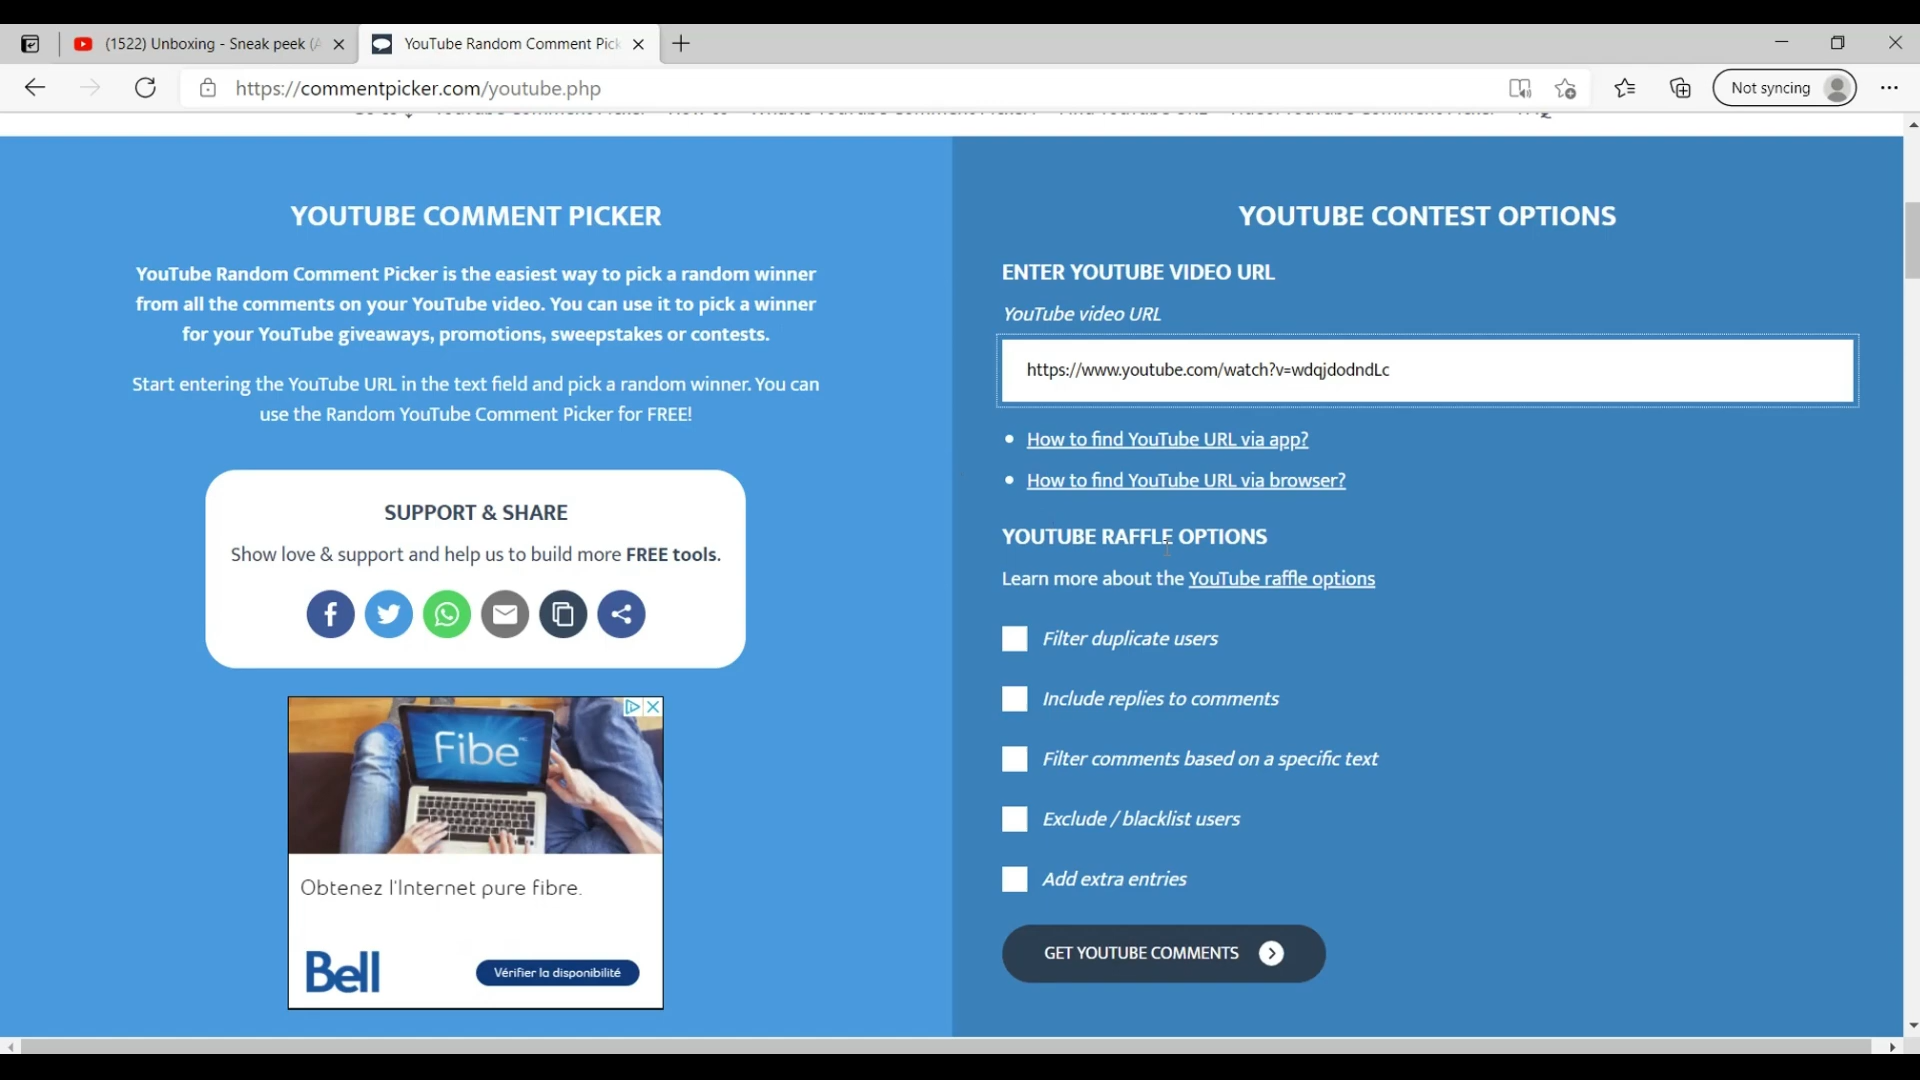 (1522) Unboxing - Sneak peek (A
YouTube Random Comment Pick
https://commentpicker.com/youtube.php
Not syncing
YOUTUBE COMMENT PICKER
YouTube Random Comment Picker is the easiest way to pick a random winner
from all the comments on your YouTube video. You can use it to pick a winner
for your YouTube giveaways, promotions, sweepstakes or contests.
Start entering the YouTube URL in the text field and pick a random winner. You can
use the Random YouTube Comment Picker for FREE!
SUPPORT & SHARE
Show love & support and help us to build more FREE tools.
Fibe
Obtenez l'Internet pure fibre.
Bell
Vérifier la disponibilité
YOUTUBE CONTEST OPTIONS
ENTER YOUTUBE VIDEO URL
YouTube video URL
https://www.youtube.com/watch?v=wdqjdodndLc
How to find YouTube URL via app?
How to find YouTube URL via browser?
YOUTUBE RAFFLE OPTIONS
Learn more about the YouTube raffle options
Filter duplicate users
Include replies to comments
Filter comments based on a specific text
Exclude / blacklist users
Add extra entries
GET YOUTUBE COMMENTS